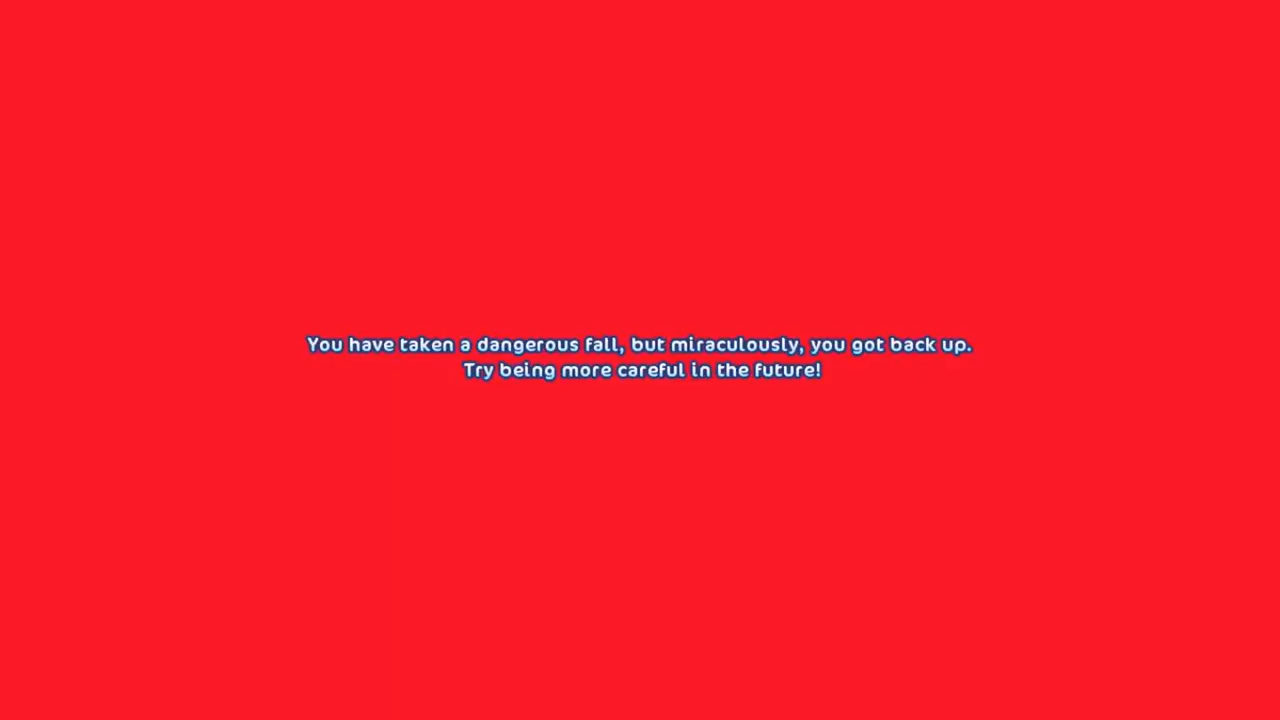 You have taken a dangerous fall, but miraculously, you got back up.
Try being more careful in the future!